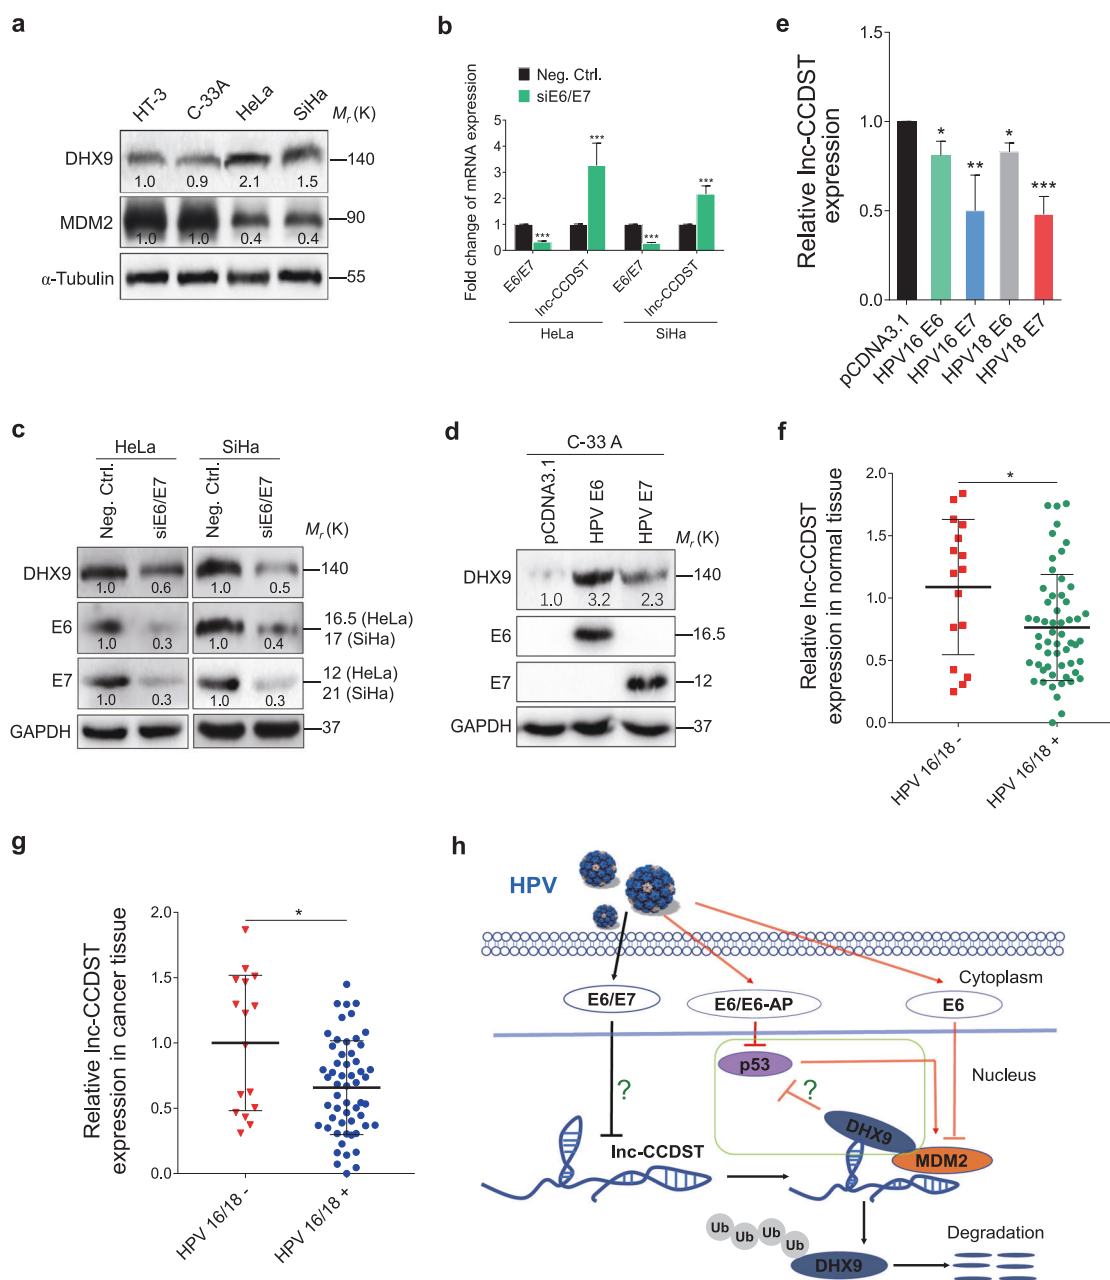 a
HT-3
C-33A
HeLa
SiHa
Mr (K)
DHX9
1.0 0.9 2.1 1.5
140
MDM2
1.0 1.0 0.4 0.4
90
α-Tubulin
55
b
Neg. Ctrl.
siE6/E7
Fold change of mRNA expression
5
4
3
2
1
0
***
***
***
***
E6/E7
lnc-CCDST
E6/E7
lnc-CCDST
HeLa
SiHa
e
Relative lnc-CCDST
expression
1.5
1.0
0.5
0.0
*
**
*
***
pCDNA3.1
HPV16 E6
HPV16 E7
HPV18 E6
HPV18 E7
c
HeLa
SiHa
Neg. Ctrl.
siE6/E7
Neg. Ctrl.
siE6/E7
Mr (K)
DHX9
1.0 0.6 1.0 0.5
140
E6
1.0 0.3 1.0 0.4
16.5 (HeLa)
17 (SiHa)
E7
1.0 0.3 1.0 0.3
12 (HeLa)
21 (SiHa)
GAPDH
37
d
C-33 A
pCDNA3.1
HPV E6
HPV E7
Mr (K)
DHX9
1.0 3.2 2.3
140
E6
16.5
E7
12
GAPDH
37
f
Relative lnc-CCDST
expression in normal tissue
2.0
1.5
1.0
0.5
0.0
*
HPV 16/18 -
HPV 16/18 +
g
Relative lnc-CCDST
expression in cancer tissue
2.0
1.5
1.0
0.5
0.0
*
HPV 16/18 -
HPV 16/18 +
h
HPV
Cytoplasm
E6/E7
E6/E6-AP
E6
p53
Nucleus
?
?
DHX9
lnc-CCDST
MDM2
Ub
Ub
Ub
Ub
DHX9
Degradation